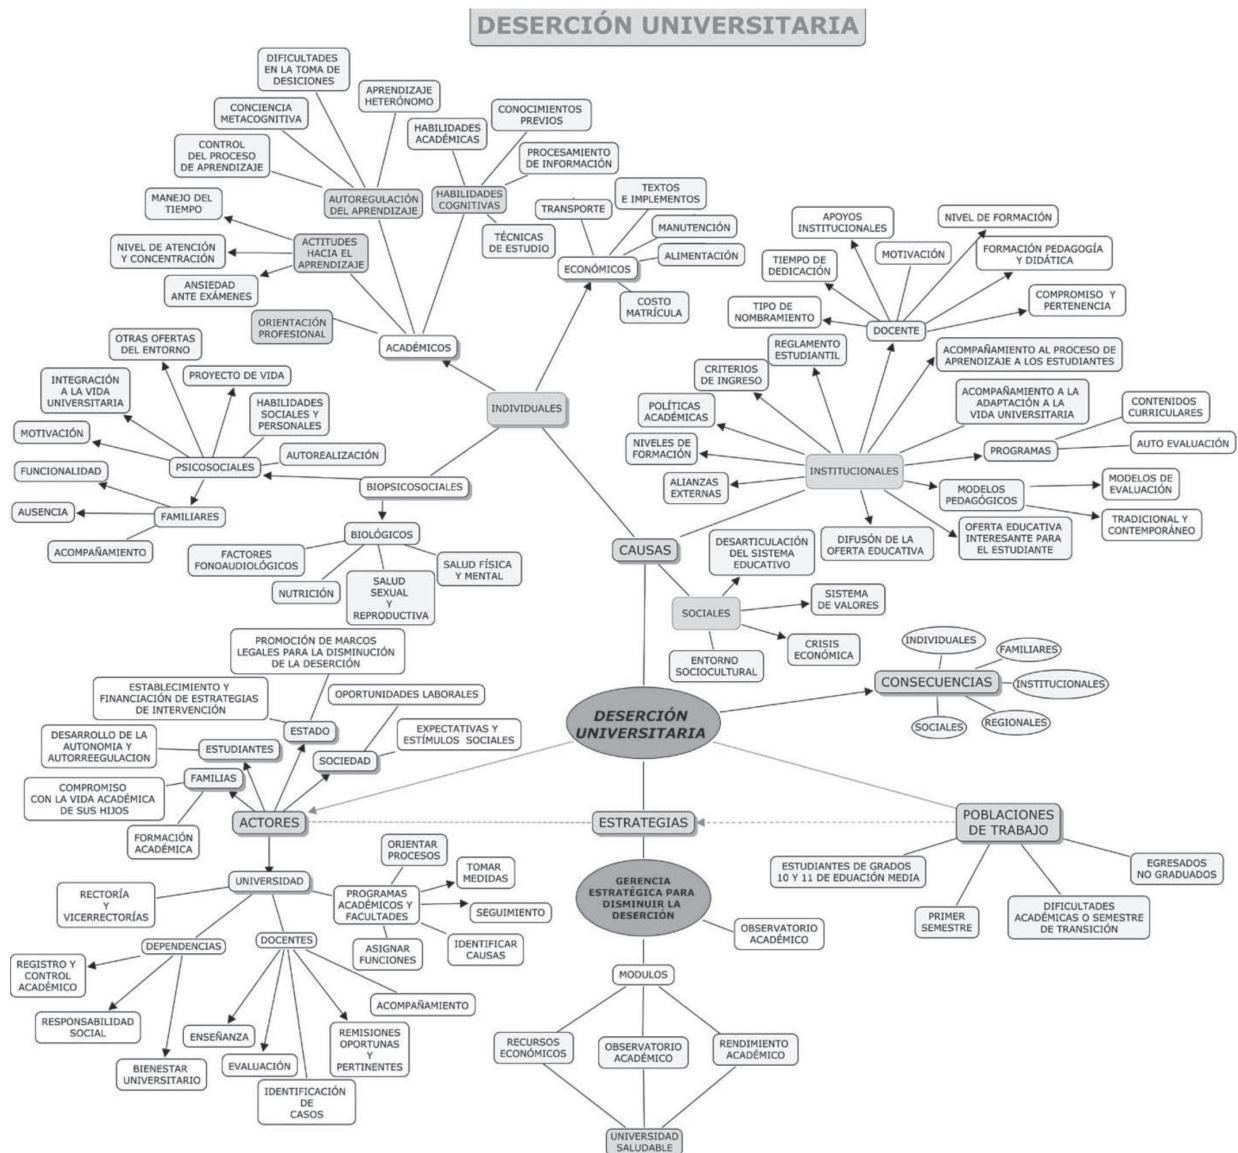 DESERCIÓN UNIVERSITARIA
DIFICULTADES
EN LA TOMA DE
DESICIONES
APRENDIZAJE
HETERÓNOMO
CONCIENCIA
METACOGNITIVA
CONTROL
DEL PROCESO
DE APRENDIZAJE
HABILIDADES
ACADÉMICAS
CONOCIMIENTOS
PREVIOS
PROCESAMIENTO
DE INFORMACIÓN
MANEJO DEL
TIEMPO
AUTOREGULACIÓN
DEL APRENDIZAJE
HABILIDADES
COGNITIVAS
TÉCNICAS
DE ESTUDIO
NIVEL DE ATENCIÓN
Y CONCENTRACIÓN
ACTITUDES
HACIA EL
APRENDIZAJE
ANSIEDAD
ANTE EXÁMENES
ORIENTACIÓN
PROFESIONAL
ACADÉMICOS
TRANSPORTE
TEXTOS
E IMPLEMENTOS
MANUTENCIÓN
ALIMENTACIÓN
ECONÓMICOS
COSTO
MATRÍCULA
APOYOS
INSTITUCIONALES
NIVEL DE FORMACIÓN
MOTIVACIÓN
FORMACIÓN PEDAGOGÍA
Y DIDÁTICA
TIEMPO DE
DEDICACIÓN
COMPROMISO Y
PERTENENCIA
TIPO DE
NOMBRAMIENTO
DOCENTE
OTRAS OFERTAS
DEL ENTORNO
PROYECTO DE VIDA
INTEGRACIÓN
A LA VIDA
UNIVERSITARIA
HABILIDADES
SOCIALES Y
PERSONALES
MOTIVACIÓN
AUTOREALIZACIÓN
PSICOSOCIALES
FUNCIONALIDAD
AUSENCIA
FAMILIARES
ACOMPAÑAMIENTO
INDIVIDUALES
BIOPSICOSOCIALES
BIOLÓGICOS
FACTORES
FONOAUDIOLÓGICOS
NUTRICIÓN
SALUD
SEXUAL
Y
REPRODUCTIVA
SALUD FÍSICA
Y MENTAL
REGLAMENTO
ESTUDIANTIL
ACOMPAÑAMIENTO AL PROCESO DE
APRENDIZAJE A LOS ESTUDIANTES
CRITERIOS
DE INGRESO
ACOMPAÑAMIENTO A LA
ADAPTACIÓN A LA
VIDA UNIVERSITARIA
CONTENIDOS
CURRICULARES
POLÍTICAS
ACADÉMICAS
PROGRAMAS
AUTO EVALUACIÓN
NIVELES DE
FORMACIÓN
INSTITUCIONALES
ALIANZAS
EXTERNAS
MODELOS
PEDAGÓGICOS
MODELOS DE
EVALUACIÓN
TRADICIONAL Y
CONTEMPORÁNEO
DIFUSÓN DE LA
OFERTA EDUCATIVA
OFERTA EDUCATIVA
INTERESANTE PARA
EL ESTUDIANTE
CAUSAS
DESARTICULACIÓN
DEL SISTEMA
EDUCATIVO
SOCIALES
SISTEMA
DE VALORES
CRISIS
ECONÓMICA
ENTORNO
SOCIOCULTURAL
PROMOCIÓN DE MARCOS
LEGALES PARA LA DISMINUCIÓN
DE LA DESERCIÓN
ESTABLECIMIENTO Y
FINANCIACIÓN DE ESTRATEGIAS
DE INTERVENCIÓN
OPORTUNIDADES LABORALES
ESTADO
EXPECTATIVAS Y
ESTÍMULOS SOCIALES
DESARROLLO DE LA
AUTONOMIA Y
AUTORREEGULACION
ESTUDIANTES
SOCIEDAD
FAMILIAS
COMPROMISO
CON LA VIDA ACADÉMICA
DE SUS HIJOS
FORMACIÓN
ACADÉMICA
ACTORES
DESERCIÓN
UNIVERSITARIA
INDIVIDUALES
FAMILIARES
CONSECUENCIAS
INSTITUCIONALES
SOCIALES
REGIONALES
ESTRATEGIAS
POBLACIONES
DE TRABAJO
ESTUDIANTES DE GRADOS
10 Y 11 DE EDUACIÓN MEDIA
EGRESADOS
NO GRADUADOS
PRIMER
SEMESTRE
DIFICULTADES
ACADÉMICAS O SEMESTRE
DE TRANSICIÓN
UNIVERSIDAD
RECTORÍA
Y
VICERRECTORÍAS
ORIENTAR
PROCESOS
TOMAR
MEDIDAS
PROGRAMAS
ACADÉMICOS Y
FACULTADES
SEGUIMIENTO
ASIGNAR
FUNCIONES
IDENTIFICAR
CAUSAS
DEPENDENCIAS
DOCENTES
REGISTRO Y
CONTROL
ACADÉMICO
RESPONSABILIDAD
SOCIAL
BIENESTAR
UNIVERSITARIO
ENSEÑANZA
EVALUACIÓN
IDENTIFICACIÓN
DE
CASOS
REMISIONES
OPORTUNAS
Y
PERTINENTES
ACOMPAÑAMIENTO
GERENCIA
ESTRATÉGICA PARA
DISMINUIR LA
DESERCIÓN
OBSERVATORIO
ACADÉMICO
MODULOS
RECURSOS
ECONÓMICOS
OBSERVATORIO
ACADÉMICO
RENDIMIENTO
ACADÉMICO
UNIVERSIDAD
SALUDABLE